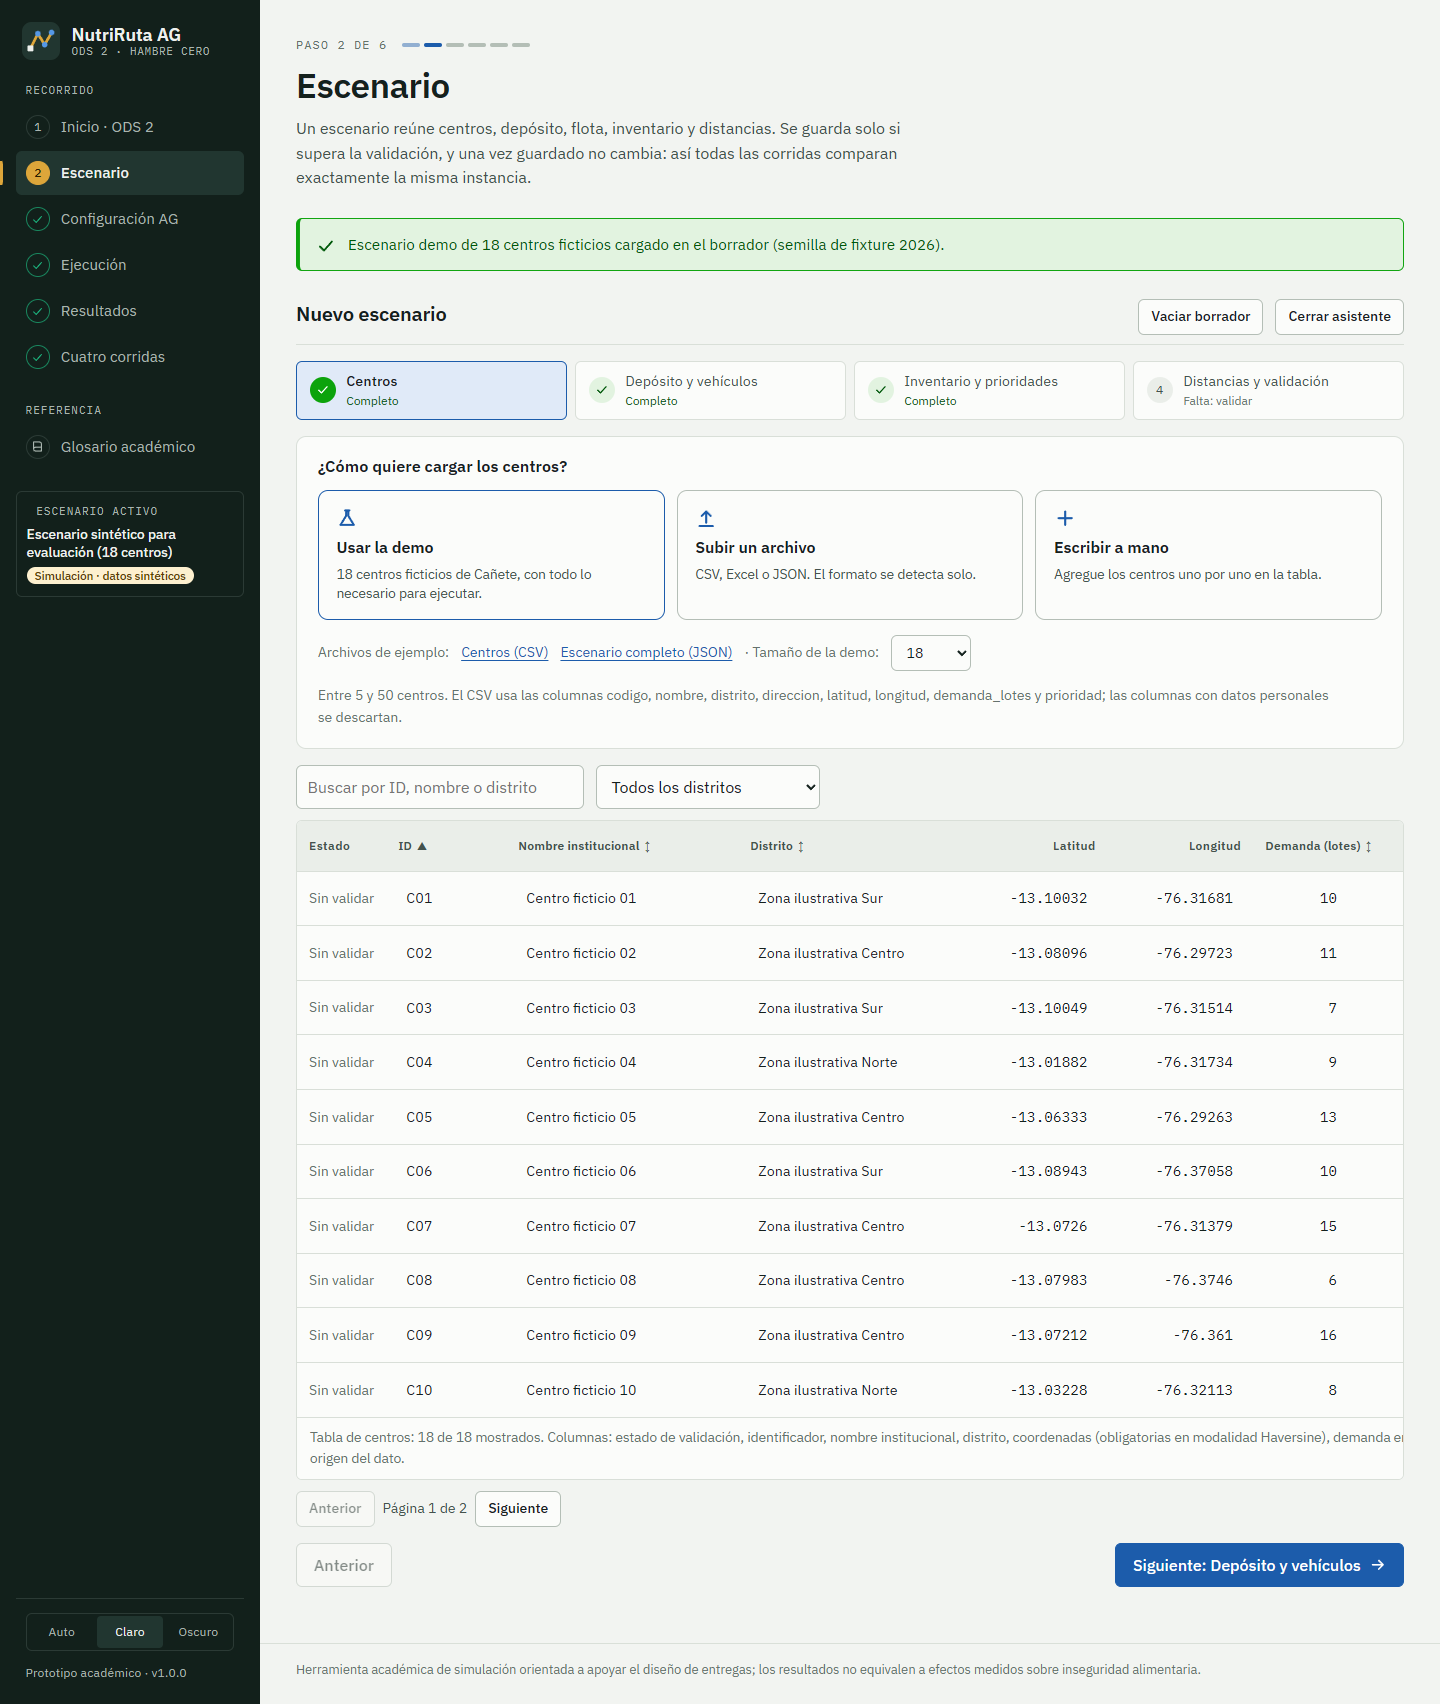 NutriRuta AG
ODS 2 · HAMBRE CERO
RECORRIDO
1 Inicio · ODS 2
2 Escenario
Configuración AG
Ejecución
Resultados
Cuatro corridas
REFERENCIA
Glosario académico
ESCENARIO ACTIVO
Escenario sintético para
evaluación (18 centros)
Simulación · datos sintéticos
Auto Claro Oscuro
Prototipo académico · v1.0.0
PASO 2 DE 6
Escenario
Un escenario reúne centros, depósito, flota, inventario y distancias. Se guarda solo si
supera la validación, y una vez guardado no cambia: así todas las corridas comparan
exactamente la misma instancia.
Escenario demo de 18 centros ficticios cargado en el borrador (semilla de fixture 2026).
Nuevo escenario
Vaciar borrador
Cerrar asistente
Centros
Completo
Depósito y vehículos
Completo
Inventario y prioridades
Completo
4 Distancias y validación
Falta: validar
¿Cómo quiere cargar los centros?
Usar la demo
18 centros ficticios de Cañete, con todo lo
necesario para ejecutar.
Subir un archivo
CSV, Excel o JSON. El formato se detecta solo.
Escribir a mano
Agregue los centros uno por uno en la tabla.
Archivos de ejemplo: Centros (CSV) Escenario completo (JSON) · Tamaño de la demo: 18
Entre 5 y 50 centros. El CSV usa las columnas codigo, nombre, distrito, direccion, latitud, longitud, demanda_lotes y prioridad; las columnas con datos personales
se descartan.
Buscar por ID, nombre o distrito
Todos los distritos
Estado ID ▲ Nombre institucional ↕ Distrito ↕ Latitud Longitud Demanda (lotes) ↕
Sin validar C01 Centro ficticio 01 Zona ilustrativa Sur -13.10032 -76.31681 10
Sin validar C02 Centro ficticio 02 Zona ilustrativa Centro -13.08096 -76.29723 11
Sin validar C03 Centro ficticio 03 Zona ilustrativa Sur -13.10049 -76.31514 7
Sin validar C04 Centro ficticio 04 Zona ilustrativa Norte -13.01882 -76.31734 9
Sin validar C05 Centro ficticio 05 Zona ilustrativa Centro -13.06333 -76.29263 13
Sin validar C06 Centro ficticio 06 Zona ilustrativa Sur -13.08943 -76.37058 10
Sin validar C07 Centro ficticio 07 Zona ilustrativa Centro -13.0726 -76.31379 15
Sin validar C08 Centro ficticio 08 Zona ilustrativa Centro -13.07983 -76.3746 6
Sin validar C09 Centro ficticio 09 Zona ilustrativa Centro -13.07212 -76.361 16
Sin validar C10 Centro ficticio 10 Zona ilustrativa Norte -13.03228 -76.32113 8
Tabla de centros: 18 de 18 mostrados. Columnas: estado de validación, identificador, nombre institucional, distrito, coordenadas (obligatorias en modalidad Haversine), demanda
origen del dato.
Anterior Página 1 de 2 Siguiente
Anterior
Siguiente: Depósito y vehículos →
Herramienta académica de simulación orientada a apoyar el diseño de entregas; los resultados no equivalen a efectos medidos sobre inseguridad alimentaria.